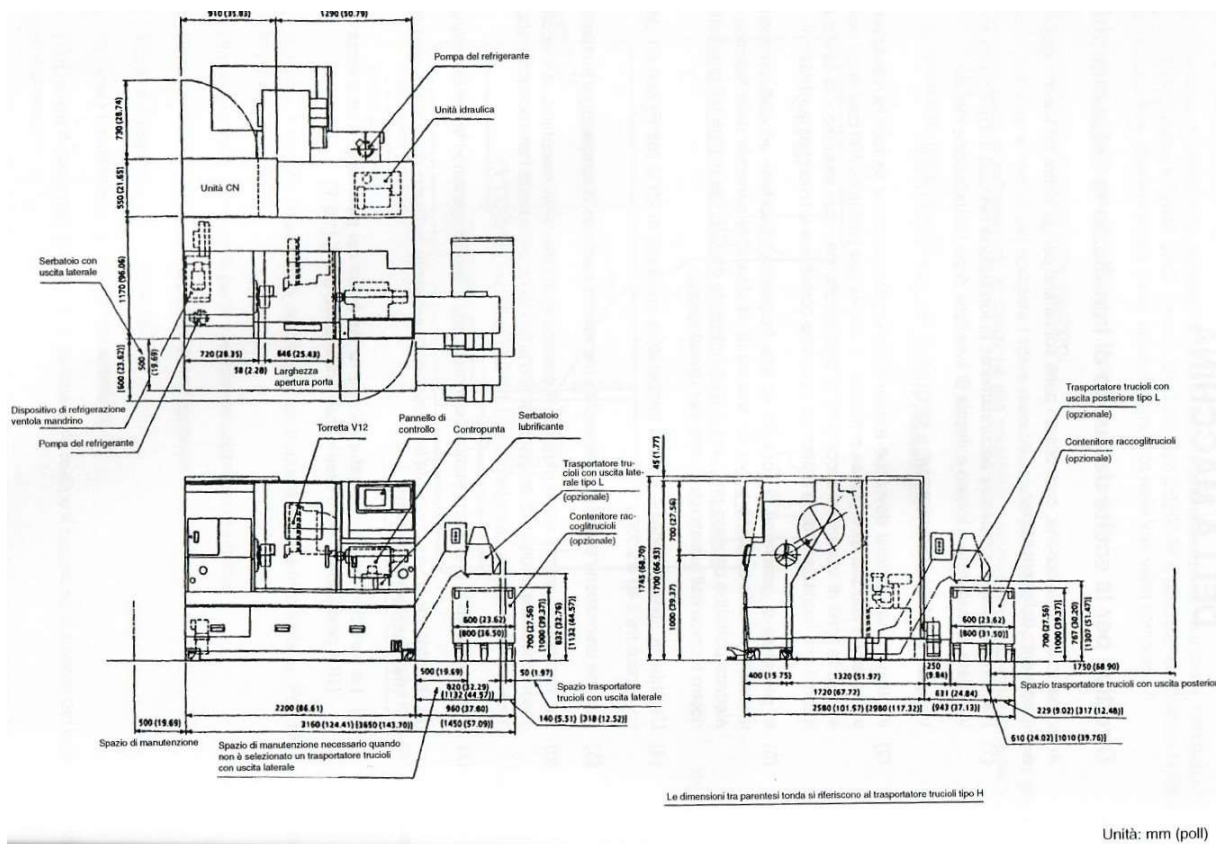 910 (35.83)
1290 (50.79)
Pompa del refrigerante
Unità idraulica
730 (28.74)
550 (21.65)
Unità CN
Serbatoio con
uscita laterale
1170 (96.06)
500
(19.69)
[600 (23.62)]
720 (28.35)
646 (25.43)
58 (2.28)
Larghezza
apertura porta
Dispositivo di refrigerazione
ventola mandrino
Pompa del refrigerante
Torretta V12
Pannello di
controllo
Contropunta
Serbatoio
lubrificante
Trasportatore tru-
cioli con uscita late-
rale tipo L
(opzionale)
Contenitore rac-
coglitrucioli
(opzionale)
600 (23.62)
[800 (36.50)]
700 (27.56)
[1000 (39.37)]
832 (32.76)
[1132 (44.57)]
500 (19.69)
50 (1.97)
820 (32.29)
[1132 (44.57)]
Spazio trasportatore
trucioli con uscita laterale
2200 (86.61)
960 (37.80)
140 (5.51) [318 (12.52)]
500 (19.69)
3160 (124.41) [3650 (143.70)]
(1450 (57.09)]
Spazio di manutenzione
Spazio di manutenzione necessario quando
non è selezionato un trasportatore trucioli
con uscita laterale
Trasportatore trucioli con
uscita posteriore tipo L
(opzionale)
Contenitore raccoglitrucioli
(opzionale)
45 (1.77)
700 (27.56)
1745 (68.70)
1700 (66.93)
1000 (39.37)
600 (23.62)
[800 (31.50)]
700 (27.56)
[1000 (39.37)]
767 (30.20)
[1307 (51.47)]
250
(9.84)
1750 (68.90)
400 (15.75)
1320 (51.97)
1720 (67.72)
631 (24.84)
Spazio trasportatore trucioli con uscita posteriore
2580 (101.57) [2980 (117.32)]
(943 (37.13)]
229 (9.02) [317 (12.48)]
610 (24.02) [1010 (39.76)]
Le dimensioni tra parentesi tonda si riferiscono al trasportatore trucioli tipo H
Unità: mm (poll)